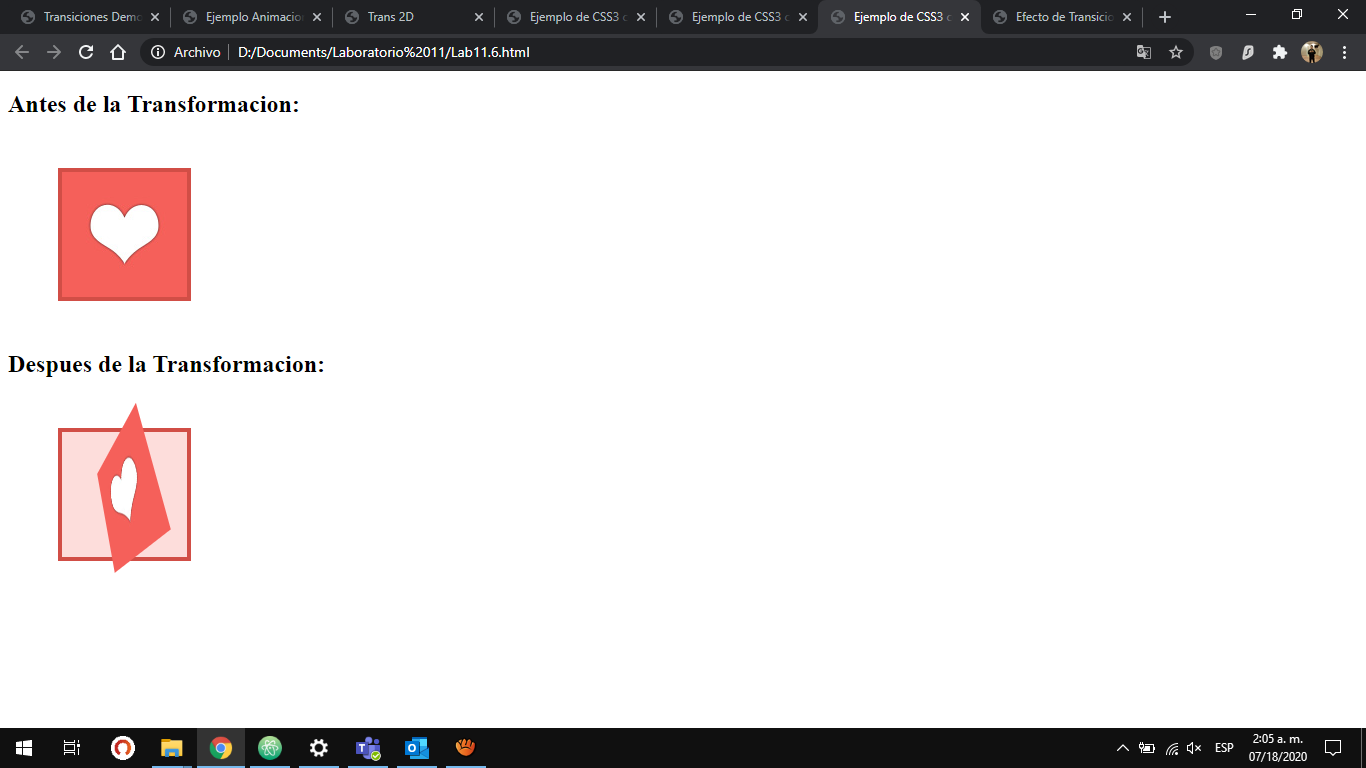 Transiciones Demo
Ejemplo Animacio
Trans 2D
Ejemplo de CSS3 c
Ejemplo de CSS3 c
Ejemplo de CSS3 c
Efecto de Transicio
Archivo
D:/Documents/Laboratorio%2011/Lab11.6.html
Antes de la Transformacion:
Despues de la Transformacion:
ESP
2:05 a. m.
07/18/2020